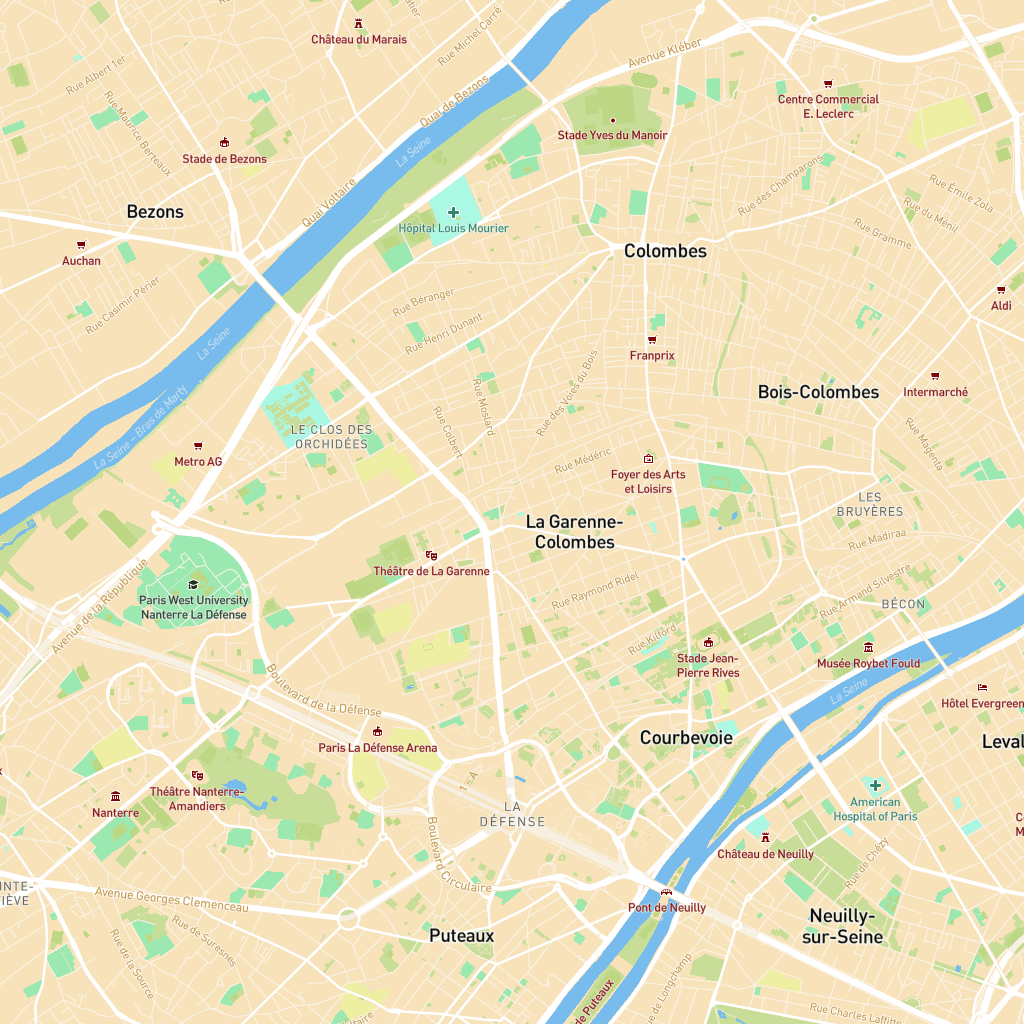 Château du Marais
Rue Michel Carré
Avenue Kléber
Rue Albert 1er
Rue Maurice Berteaux
Quai de Bezons
Centre Commercial
E. Leclerc
Stade Yves du Manoir
Stade de Bezons
La Seine
Rue des Champarons
Rue Émile Zola
Quai Voltaire
Rue du Ménil
Bezons
Hôpital Louis Mourier
Rue Gramme
Colombes
Auchan
Rue Casimir Périer
Rue Béranger
Aldi
Rue Henri Dunant
La Seine
Franprix
Rue des Voies du Bois
Bois-Colombes
Intermarché
Rue Moslard
Rue Colbert
La Seine - Bras de Marly
LE CLOS DES
ORCHIDÉES
Rue Magenta
Metro AG
Rue Médéric
Foyer des Arts
et Loisirs
LES
BRUYÈRES
La Garenne-
Colombes
Rue Madiraa
Théâtre de La Garenne
Rue Raymond Ridel
Rue Armand Silvestre
Paris West University
Nanterre La Défense
Avenue de la République
BÉCON
Rue Kilford
Stade Jean-
Pierre Rives
Musée Roybet Fould
La Seine
Hôtel Evergreen
Boulevard de la Défense
Paris La Défense Arena
Courbevoie
Leval
1=A
Théâtre Nanterre-
Amandiers
Nanterre
LA
DÉFENSE
American
Hospital of Paris
Boulevard Circulaire
Château de Neuilly
Rue de Chézy
INTE-
IÈVE
Avenue Georges Clemenceau
Pont de Neuilly
Neuilly-
sur-Seine
Puteaux
Rue de Suresnes
Rue de la Source
Rue de Longchamp
de Puteaux
Voltaire
Rue Charles Laffitte